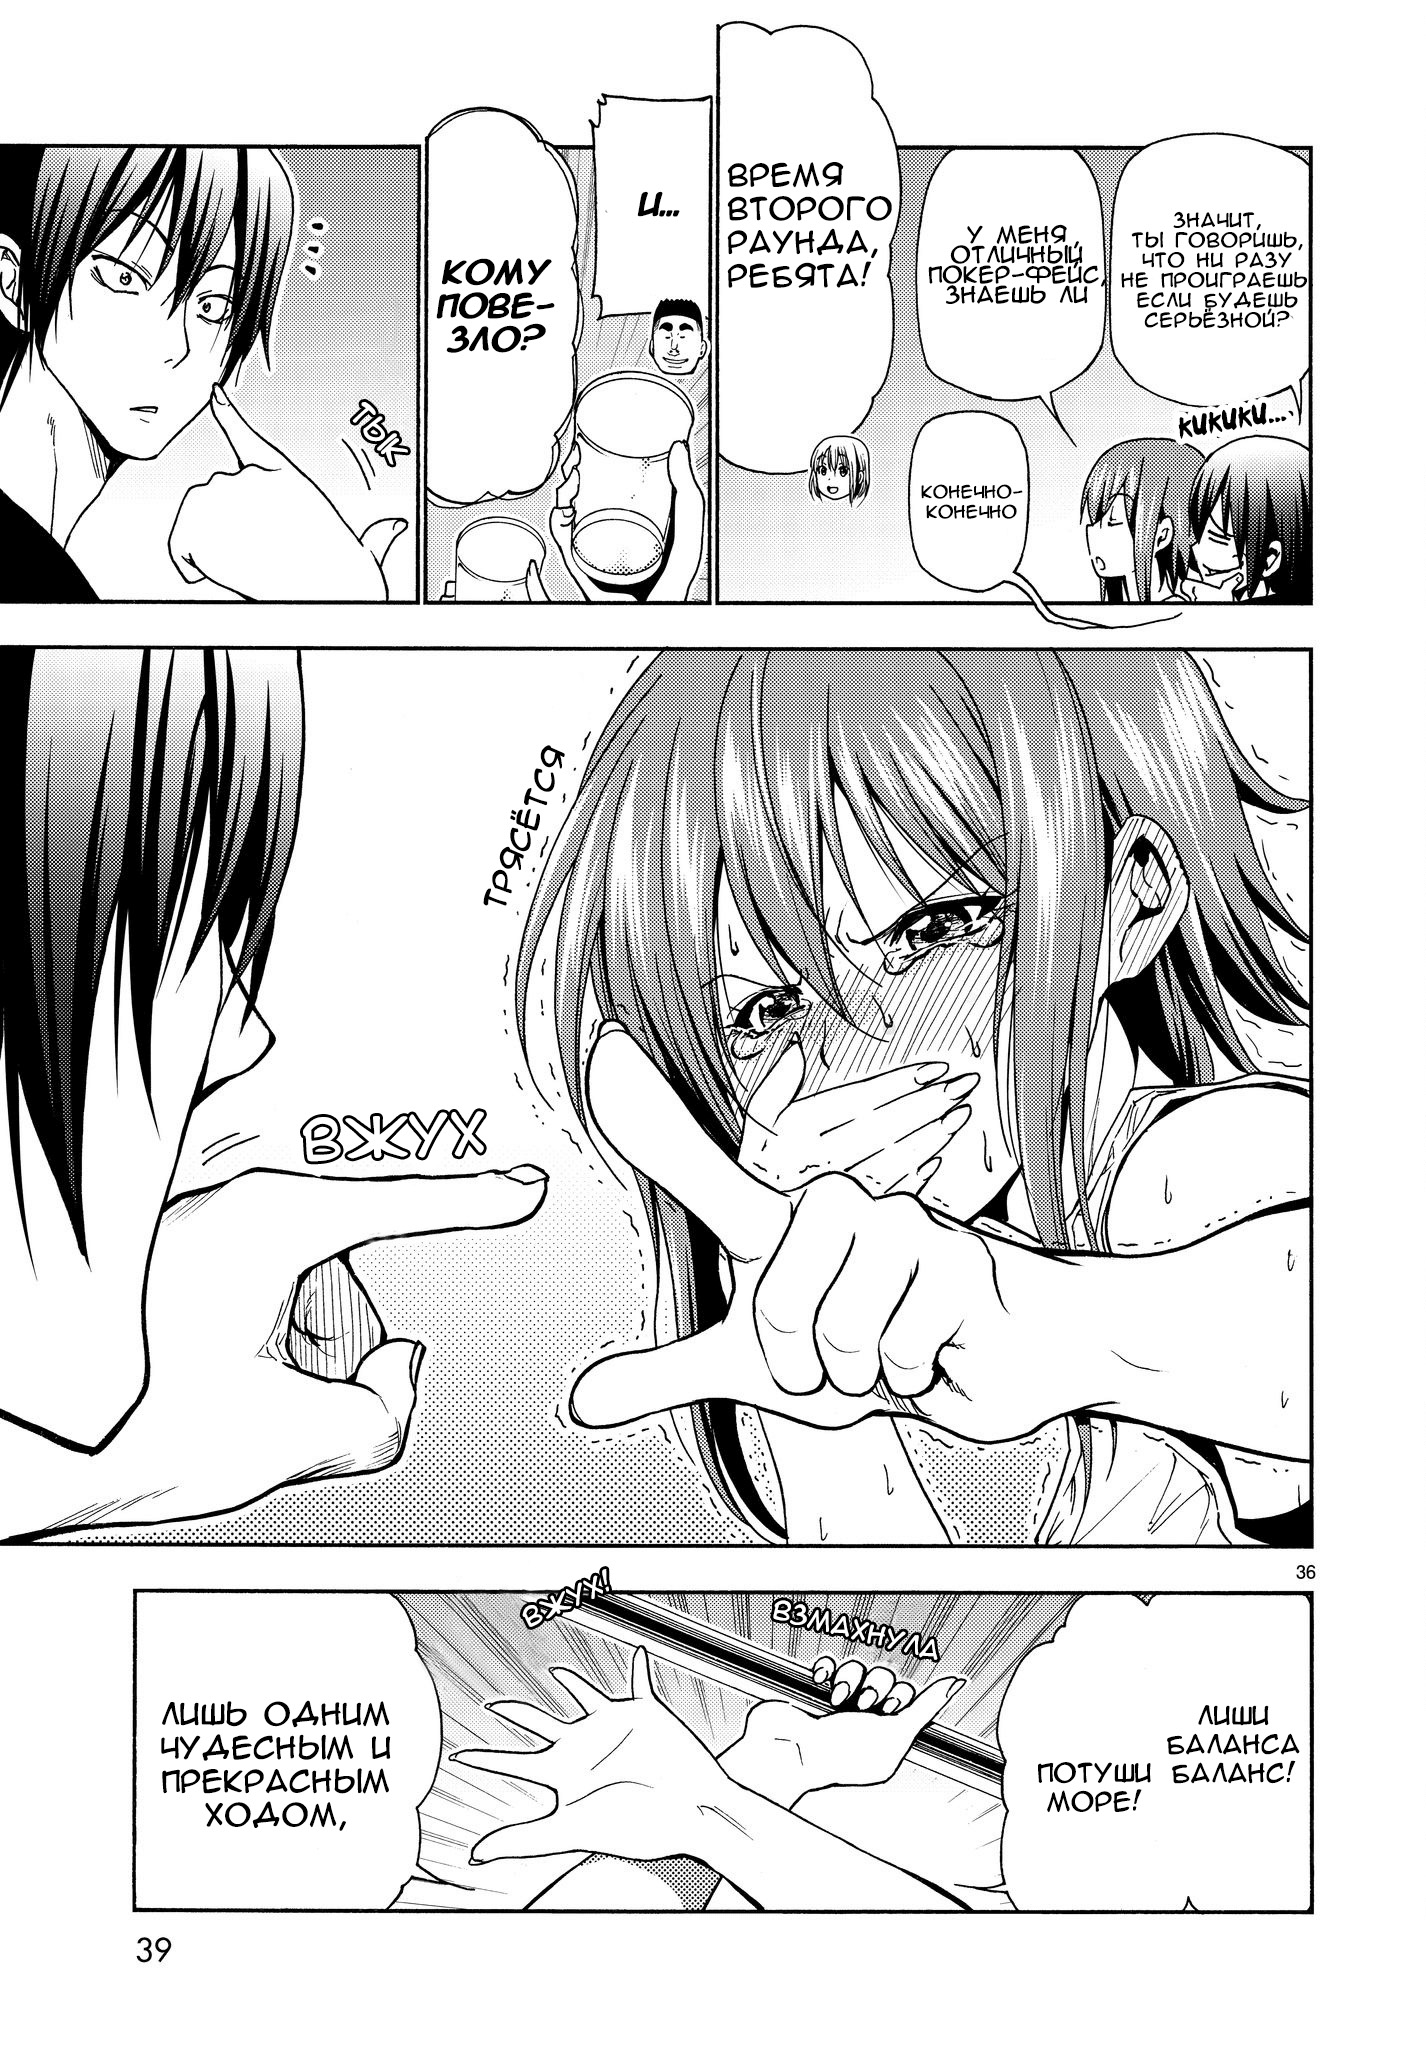 ЗНАЧИТ,
ТЫ ГОВОРИШЬ,
ЧТО НИ РАЗУ
НЕ ПРОИГРАЕШЬ
ЕСЛИ БУДЕШЬ
СЕРЬЁЗНОЙ?
КИКИКИ...
У МЕНЯ
ОТЛИЧНЫЙ
ПОКЕР-ФЕЙС,
ЗНАЕШЬ ЛИ
КОНЕЧНО-
КОНЕЧНО
ВРЕМЯ
ВТОРОГО
РАУНДА,
РЕБЯТА!
И...
КОМУ
ПОВЕ-
ЗЛО?
ТЫК
ТРЯСЁТСЯ
ВЖУХ
36
ЛИШИ
БАЛАНСА
БАЛАНС!
ПОТУШИ
МОРЕ!
ВЗМАХНУЛА
ВЖУХ!
ЛИШЬ ОДНИМ
ЧУДЕСНЫМ И
ПРЕКРАСНЫМ
ХОДОМ,
39